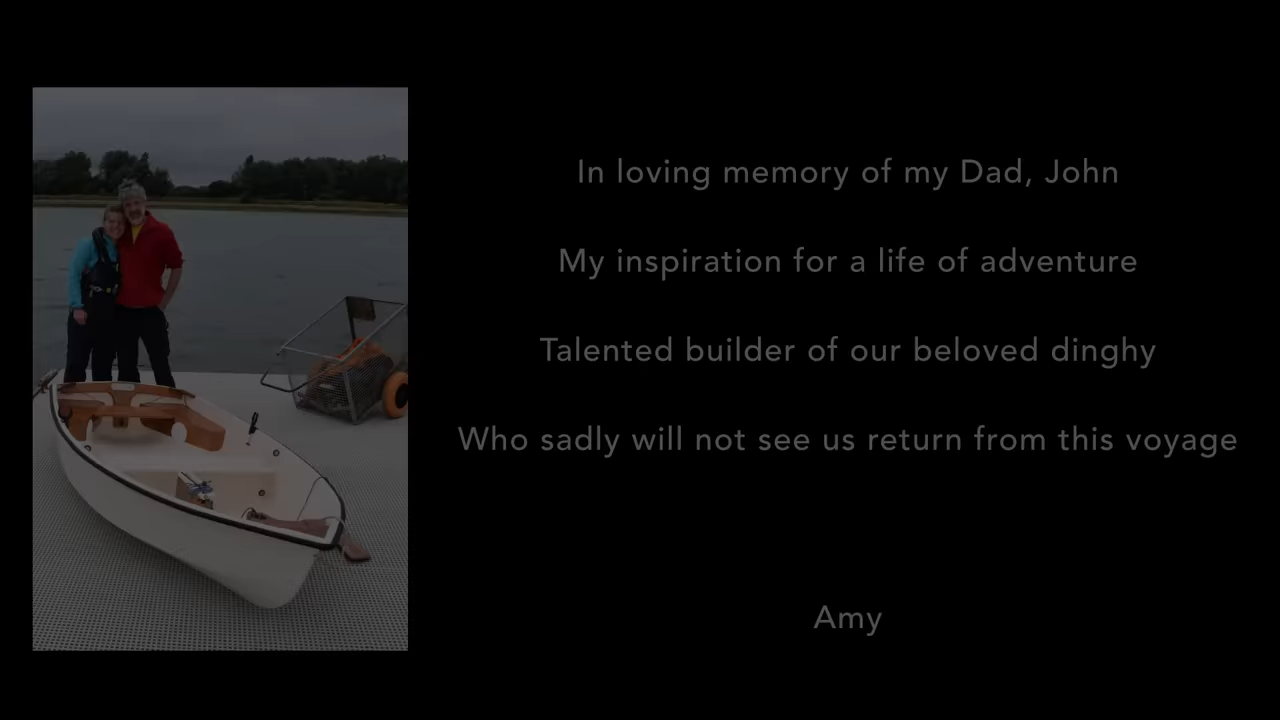 In loving memory of my Dad, John
My inspiration for a life of adventure
Talented builder of our beloved dinghy
Who sadly will not see us return from this voyage
Amy